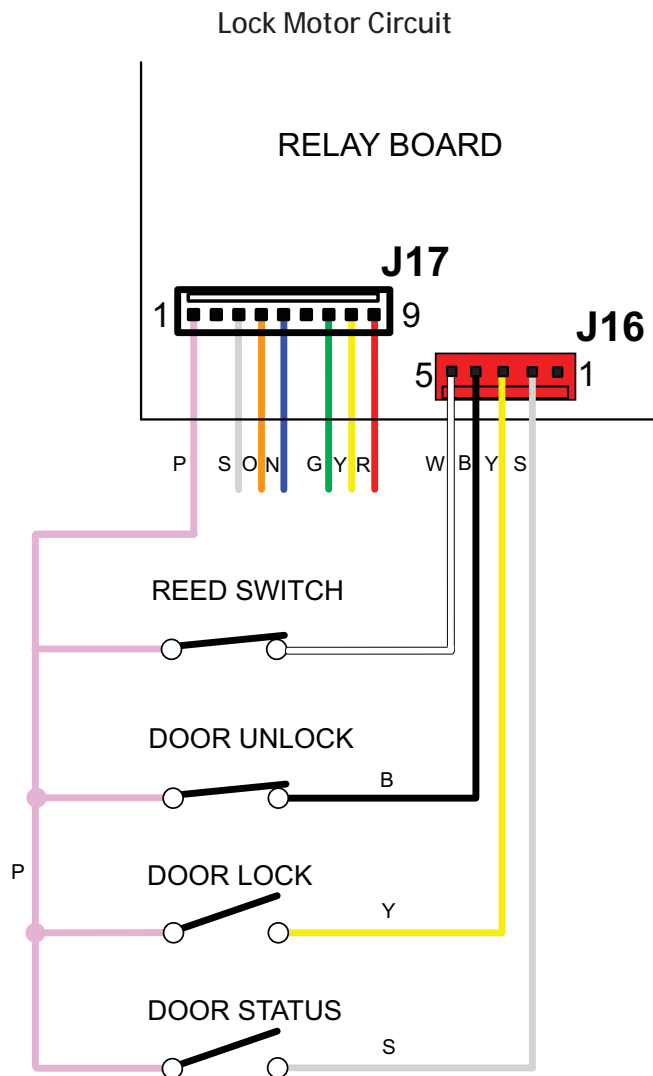 Lock Motor Circuit
RELAY BOARD
J17
1 9
J16
5 1
P S O N G Y R W B Y S
REED SWITCH
DOOR UNLOCK
B
P
DOOR LOCK
Y
DOOR STATUS
S